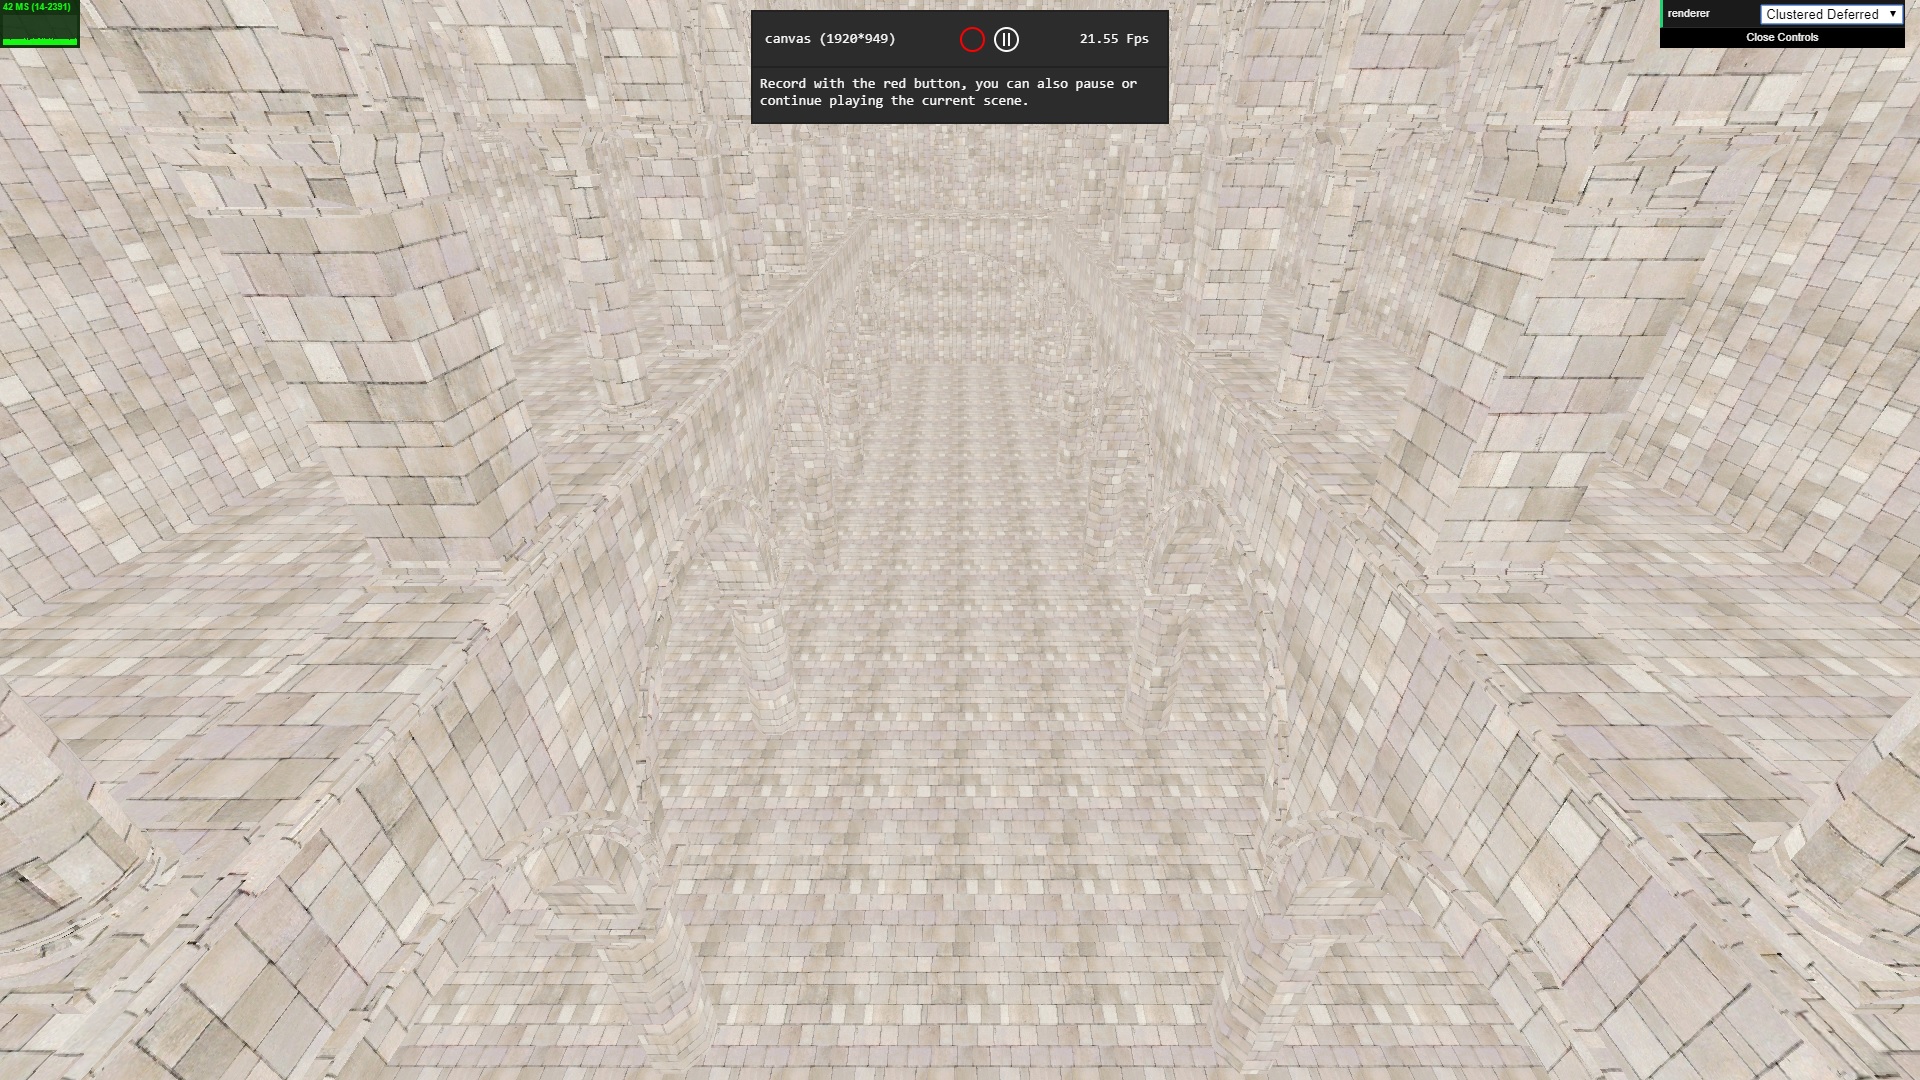 42 MS (14-2391)
canvas (1920*949)
21.55 Fps
Record with the red button, you can also pause or
continue playing the current scene.
renderer
Clustered Deferred
Close Controls